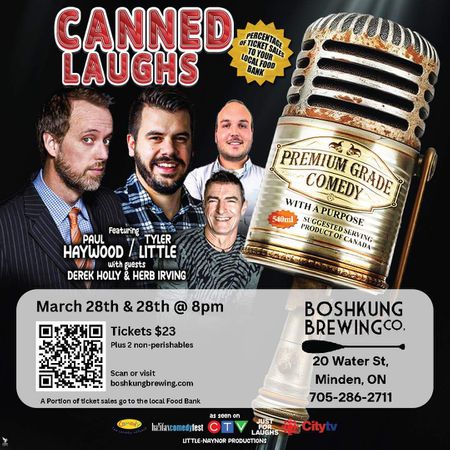 CANNED
LAUGHS
PERCENTAGE
OF TICKET SALES
TO YOUR
LOCAL FOOD
BANK
PREMIUM GRADE
COMEDY
WITH A PURPOSE
540ml
SUGGESTED SERVING
PRODUCT OF CANADA
Featuring
PAUL TYLER
HAYWOOD / LITTLE
with guests
DEREK HOLLY & HERB IRVING
March 28th & 28th @ 8pm
Tickets $23
Plus 2 non-perishables
Scan or visit
boshkungbrewing.com
A Portion of ticket sales go to the local Food Bank
BOSHKUNG
BREWING CO.
20 Water St,
Minden, ON
705-286-2711
as seen on
halifaxcomedyfest
CTV
JUST
FOR
LAUGHS
Citytv
LITTLE-NAYNOR PRODUCTIONS